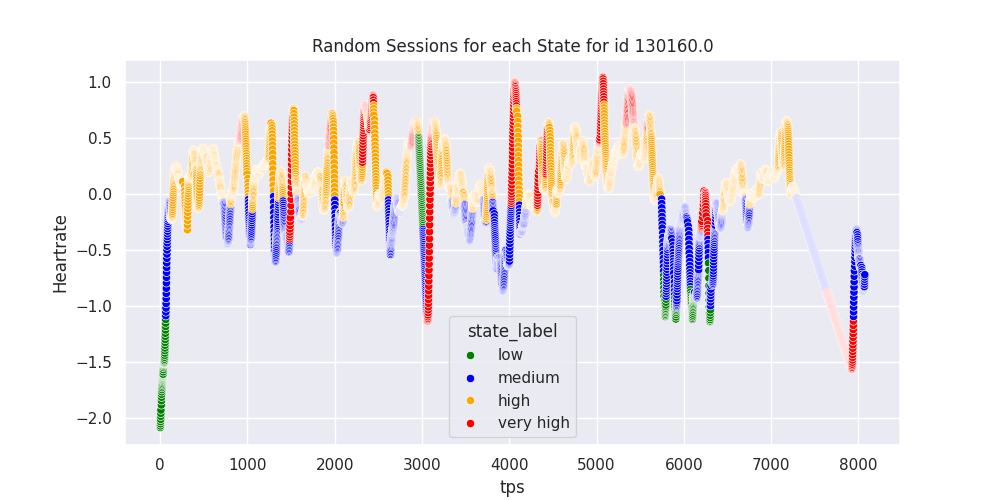 Random Sessions for each State for id 130160.0
Heartrate
1.0
0.5
0.0
−0.5
−1.0
−1.5
−2.0
state_label
low
medium
high
very high
0 1000 2000 3000 4000 5000 6000 7000 8000
tps